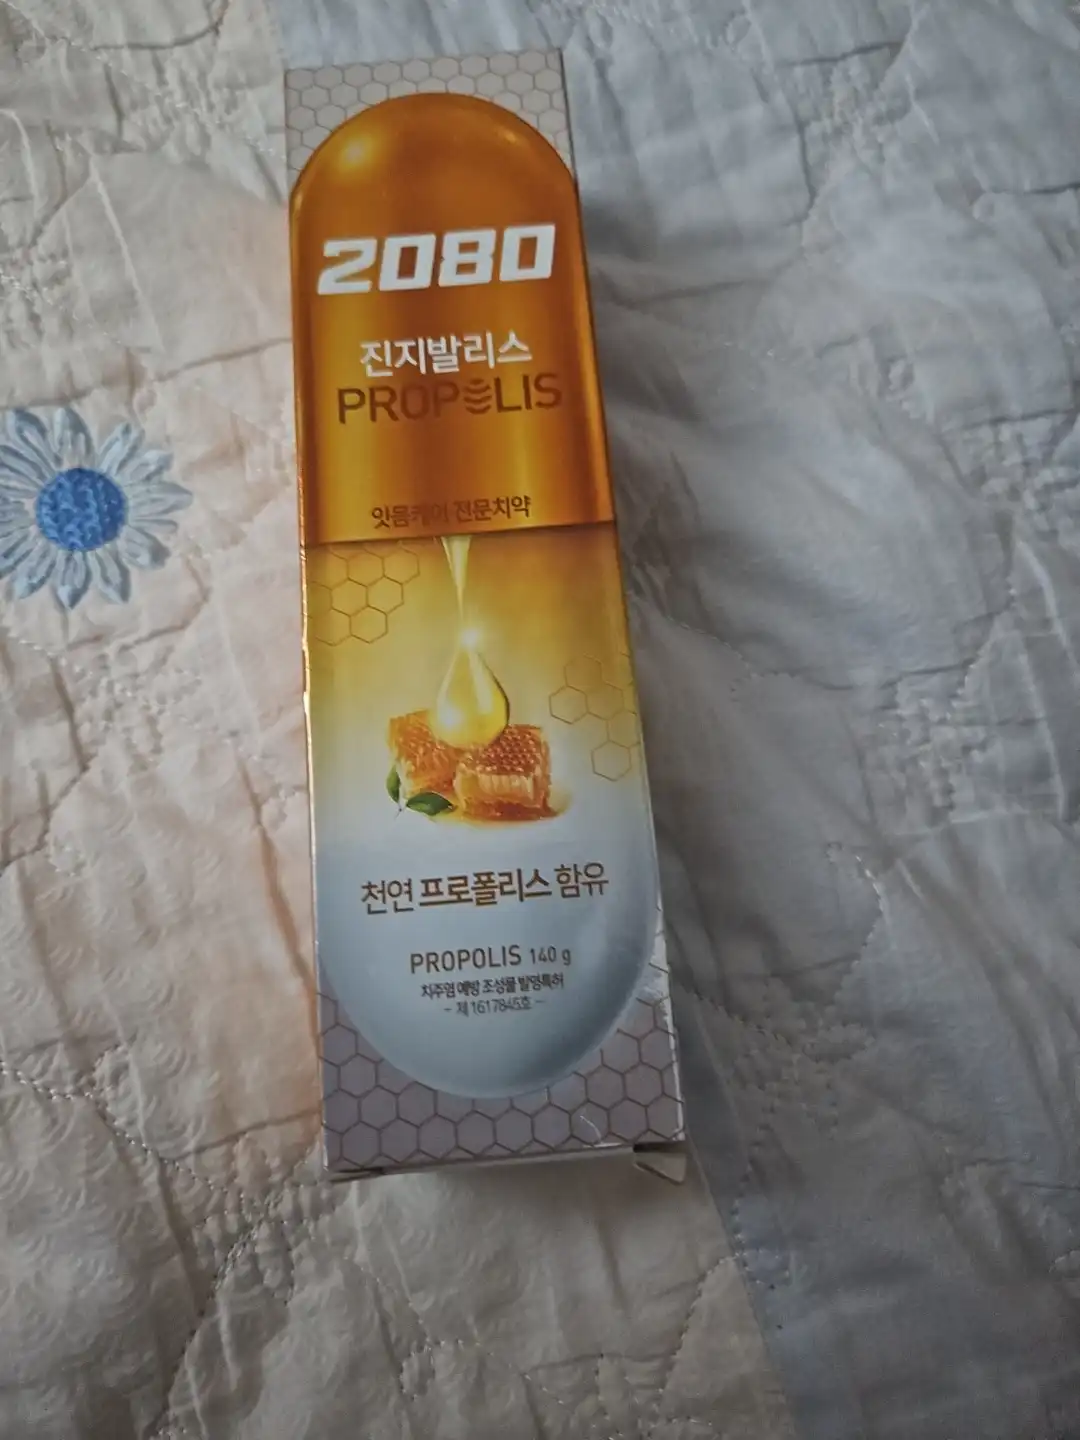 2080
진지발리스
PROPOLIS
잇몸케어 전문치약
천연 프로폴리스 함유
PROPOLIS 140 g
치주염 예방 조성물 발명특허
- 제 1617845호 -